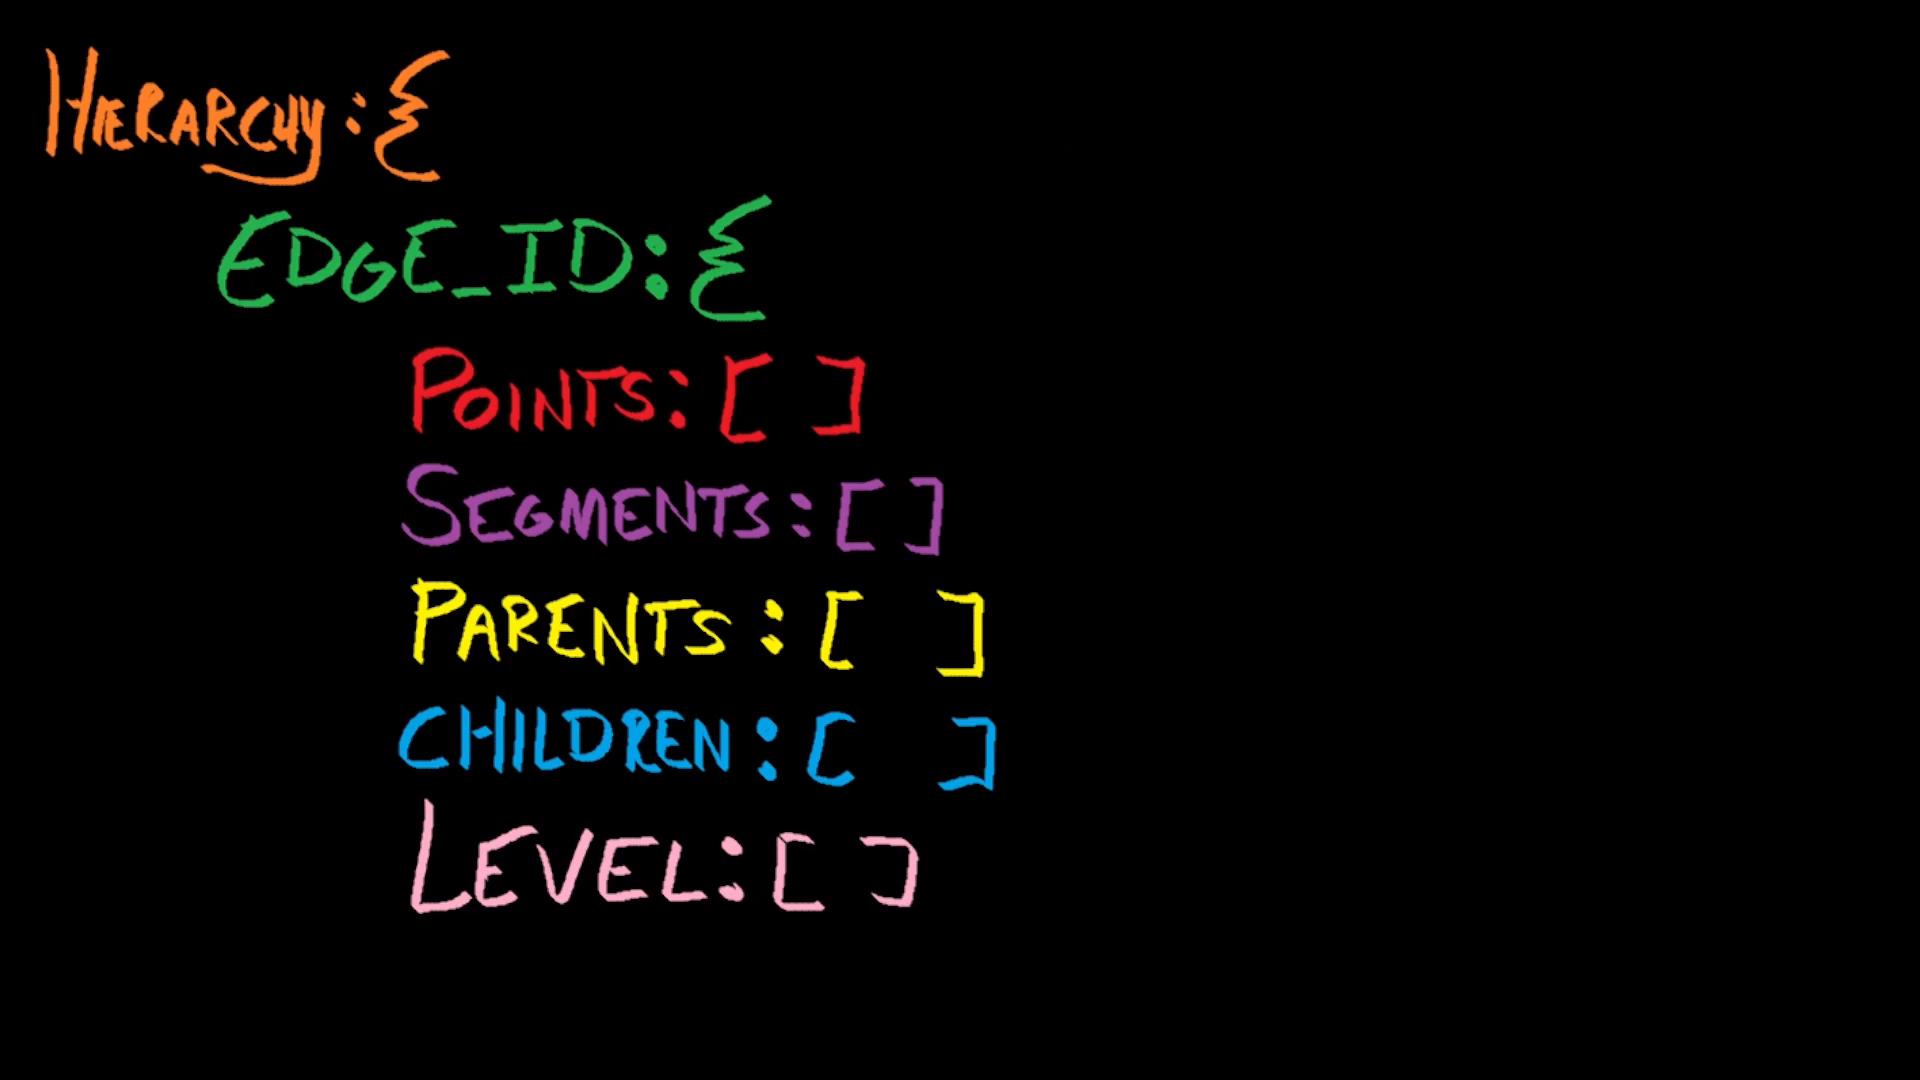 HIERARCHY:{
EDGE_ID:{
POINTS:[ ]
SEGMENTS:[ ]
PARENTS:[ ]
CHILDREN:[ ]
LEVEL:[ ]